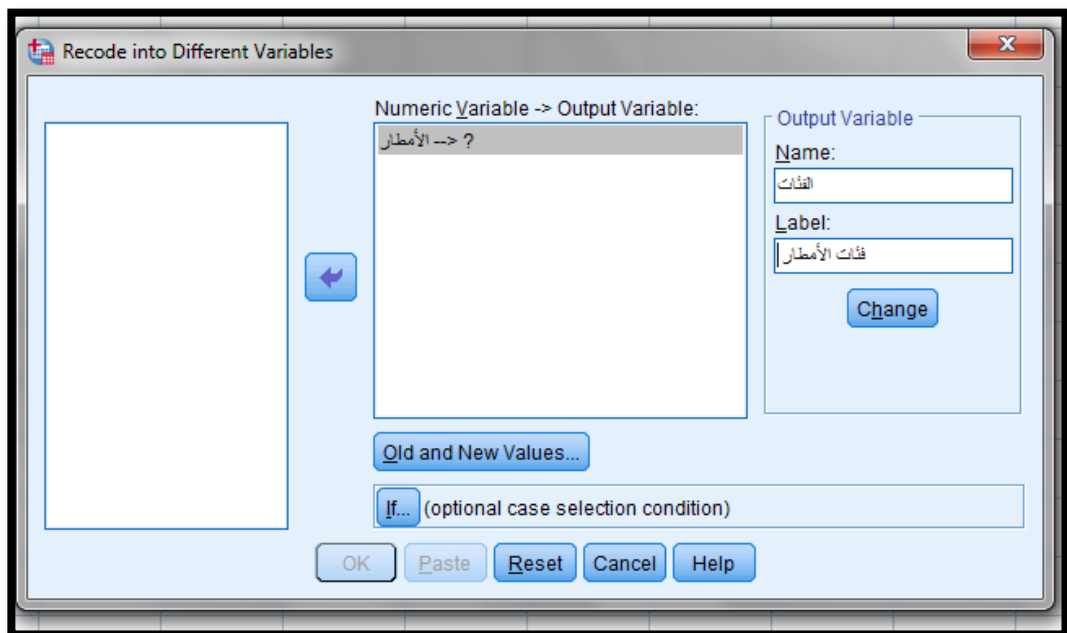 Recode into Different Variables
Numeric Variable -> Output Variable:
الأمطار --> ?
Output Variable
Name:
الفئات
Label:
فئات الأمطار
Change
Old and New Values...
If... (optional case selection condition)
OK Paste Reset Cancel Help